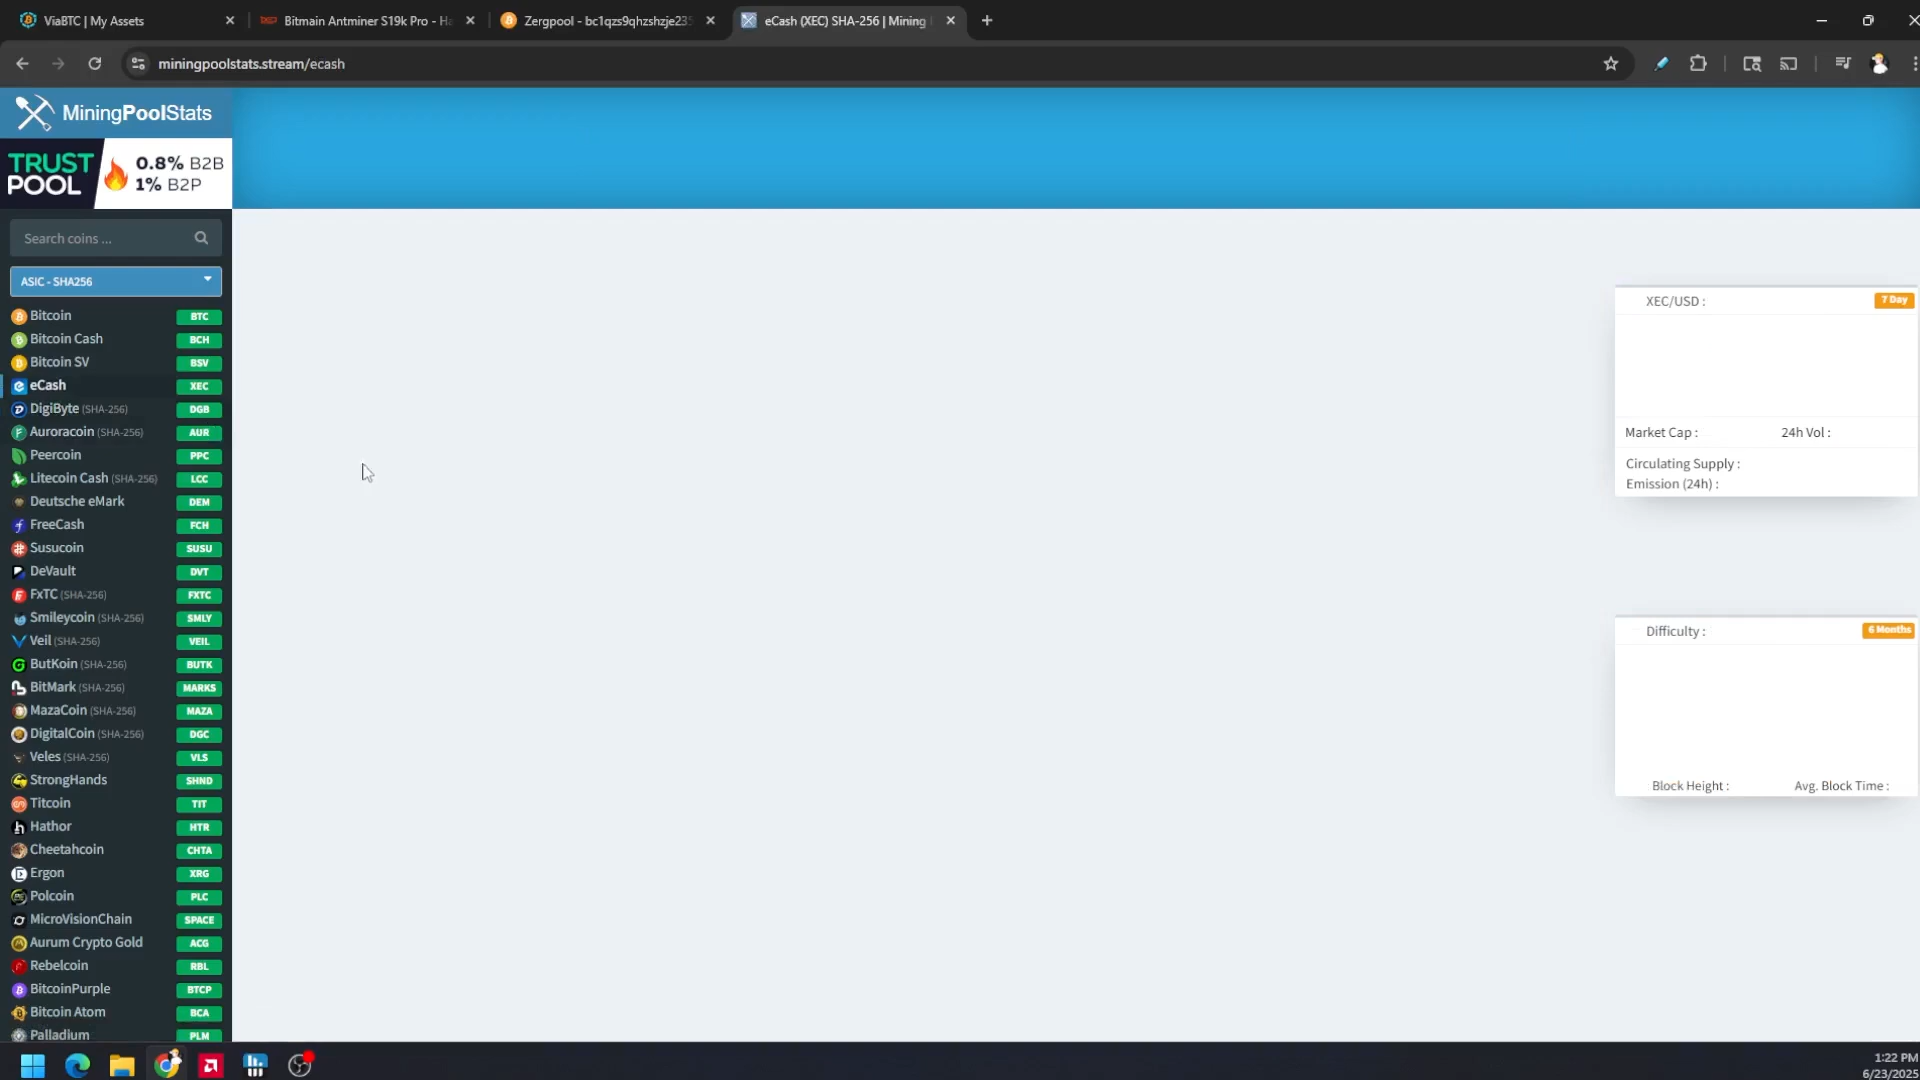 ViaBTC | My Assets
Bitmain Antminer S19k Pro - Ha
Zergpool - bc1qzs9qhzshzje235
eCash (XEC) SHA-256 | Mining
miningpoolstats.stream/ecash
MiningPoolStats
TRUST POOL
0.8% B2B
1% B2P
Search coins ...
ASIC - SHA256
Bitcoin BTC
Bitcoin Cash BCH
Bitcoin SV BSV
eCash XEC
DigiByte (SHA-256) DGB
Auroracoin (SHA-256) AUR
Peercoin PPC
Litecoin Cash (SHA-256) LCC
Deutsche eMark DEM
FreeCash FCH
Susucoin SUSU
DeVault DVT
FxTC (SHA-256) FXTC
Smileycoin (SHA-256) SMLY
Veil (SHA-256) VEIL
ButKoin (SHA-256) BUTK
BitMark (SHA-256) MARKS
MazaCoin (SHA-256) MAZA
DigitalCoin (SHA-256) DGC
Veles (SHA-256) VLS
StrongHands SHND
Titcoin TIT
Hathor HTR
Cheetahcoin CHTA
Ergon XRG
Polcoin PLC
MicroVisionChain SPACE
Aurum Crypto Gold ACG
Rebelcoin RBL
BitcoinPurple BTCP
Bitcoin Atom BCA
Palladium PLM
XEC/USD : 7 Day
Market Cap : 24h Vol :
Circulating Supply :
Emission (24h) :
Difficulty : 6 Months
Block Height : Avg. Block Time :
1:22 PM
6/23/2025